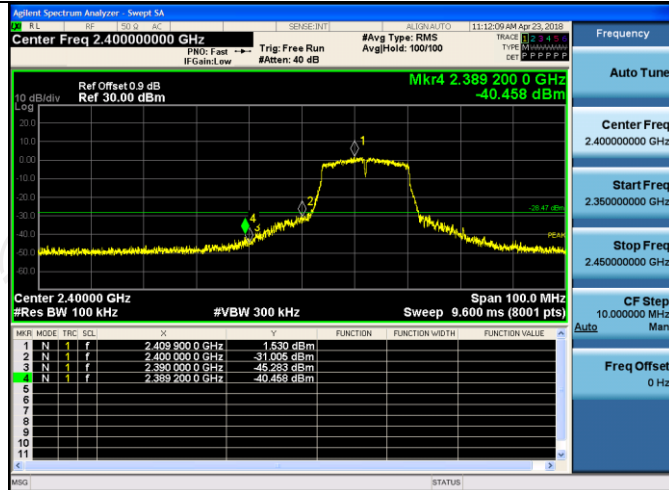 Agilent Spectrum Analyzer - Swept SA
RL RF 50 Ω AC SENSE:INT ALIGN AUTO 11:12:09 AM Apr 23, 2018
Center Freq 2.400000000 GHz
PNO: Fast
IFGain:Low
Trig: Free Run
#Atten: 40 dB
#Avg Type: RMS
Avg|Hold: 100/100
TRACE 1 2 3 4 5 6
TYPE M
DET P P P P P P
Ref Offset 0.9 dB
10 dB/div Ref 30.00 dBm
Log
Mkr4 2.389 200 0 GHz
-40.458 dBm
20.0
10.0
0.00
-10.0
-20.0
-30.0
-40.0
-50.0
-60.0
1
2
4
3
-28.47 dBm
PEAK
Center 2.40000 GHz Span 100.0 MHz
#Res BW 100 kHz #VBW 300 kHz Sweep 9.600 ms (8001 pts)
MKR MODE TRC SCL X Y FUNCTION FUNCTION WIDTH FUNCTION VALUE
1 N 1 f 2.409 900 0 GHz 1.530 dBm
2 N 1 f 2.400 000 0 GHz -31.005 dBm
3 N 1 f 2.390 000 0 GHz -45.283 dBm
4 N 1 f 2.389 200 0 GHz -40.458 dBm
5
6
7
8
9
10
11
MSG STATUS
Frequency
Auto Tune
Center Freq
2.400000000 GHz
Start Freq
2.350000000 GHz
Stop Freq
2.450000000 GHz
CF Step
10.000000 MHz
Auto Man
Freq Offset
0 Hz